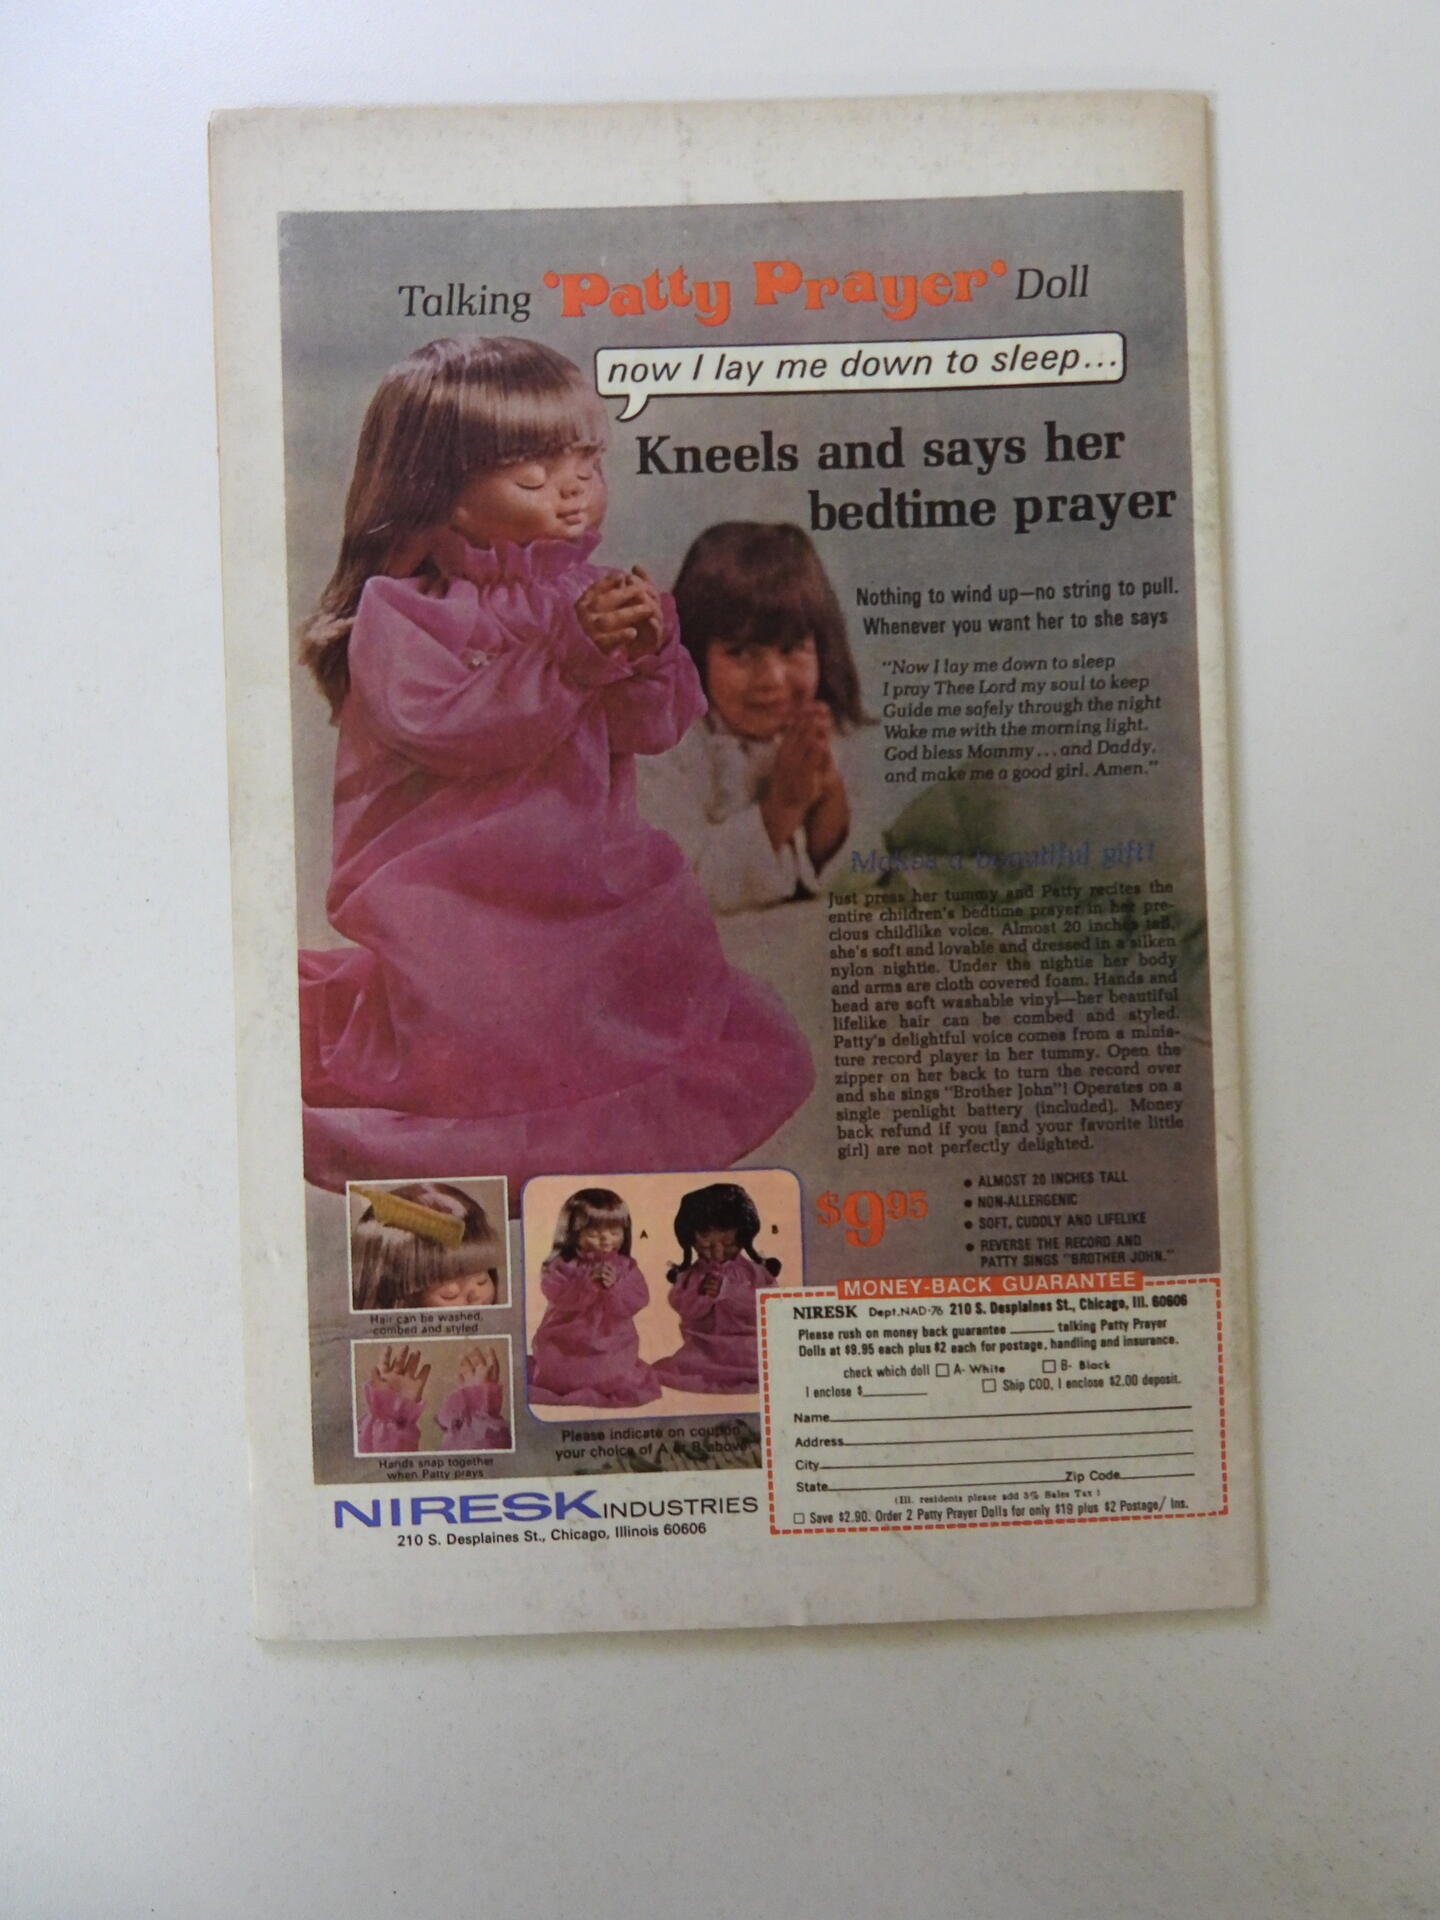 Talking 'Patty Prayer' Doll
now I lay me down to sleep...
Kneels and says her
bedtime prayer
Nothing to wind up—no string to pull.
Whenever you want her to she says
"Now I lay me down to sleep
I pray Thee Lord my soul to keep
Guide me safely through the night
Wake me with the morning light.
God bless Mommy... and Daddy,
and make me a good girl. Amen."
Makes a beautiful gift!
Just press her tummy and Patty recites the
entire children's bedtime prayer in her pre-
cious childlike voice. Almost 20 inches tall,
she's soft and lovable and dressed in a silken
nylon nightie. Under the nightie her body
and arms are cloth covered foam. Hands and
head are soft washable vinyl—her beautiful
lifelike hair can be combed and styled.
Patty's delightful voice comes from a minia-
ture record player in her tummy. Open the
zipper on her back to turn the record over
and she sings "Brother John"! Operates on a
single penlight battery (included). Money
back refund if you (and your favorite little
girl) are not perfectly delighted.
$9.95
• ALMOST 20 INCHES TALL
• NON-ALLERGENIC
• SOFT, CUDDLY AND LIFELIKE
• REVERSE THE RECORD AND
PATTY SINGS "BROTHER JOHN."
Hair can be washed,
combed and styled
Hands snap together
when Patty prays
A
B
Please indicate on coupon
your choice of A or B above
NIRESK INDUSTRIES
210 S. Desplaines St., Chicago, Illinois 60606
MONEY-BACK GUARANTEE
NIRESK Dept. NAD-76 210 S. Desplaines St., Chicago, Ill. 60606
Please rush on money back guarantee ______ talking Patty Prayer
Dolls at $9.95 each plus $2 each for postage, handling and insurance.
check which doll □ A- White □ B- Black
I enclose $________ □ Ship COD, I enclose $2.00 deposit.
Name
Address
City
State Zip Code
(Ill. residents please add 5% Sales Tax)
□ Save $2.90. Order 2 Patty Prayer Dolls for only $19 plus $2 Postage/ Ins.